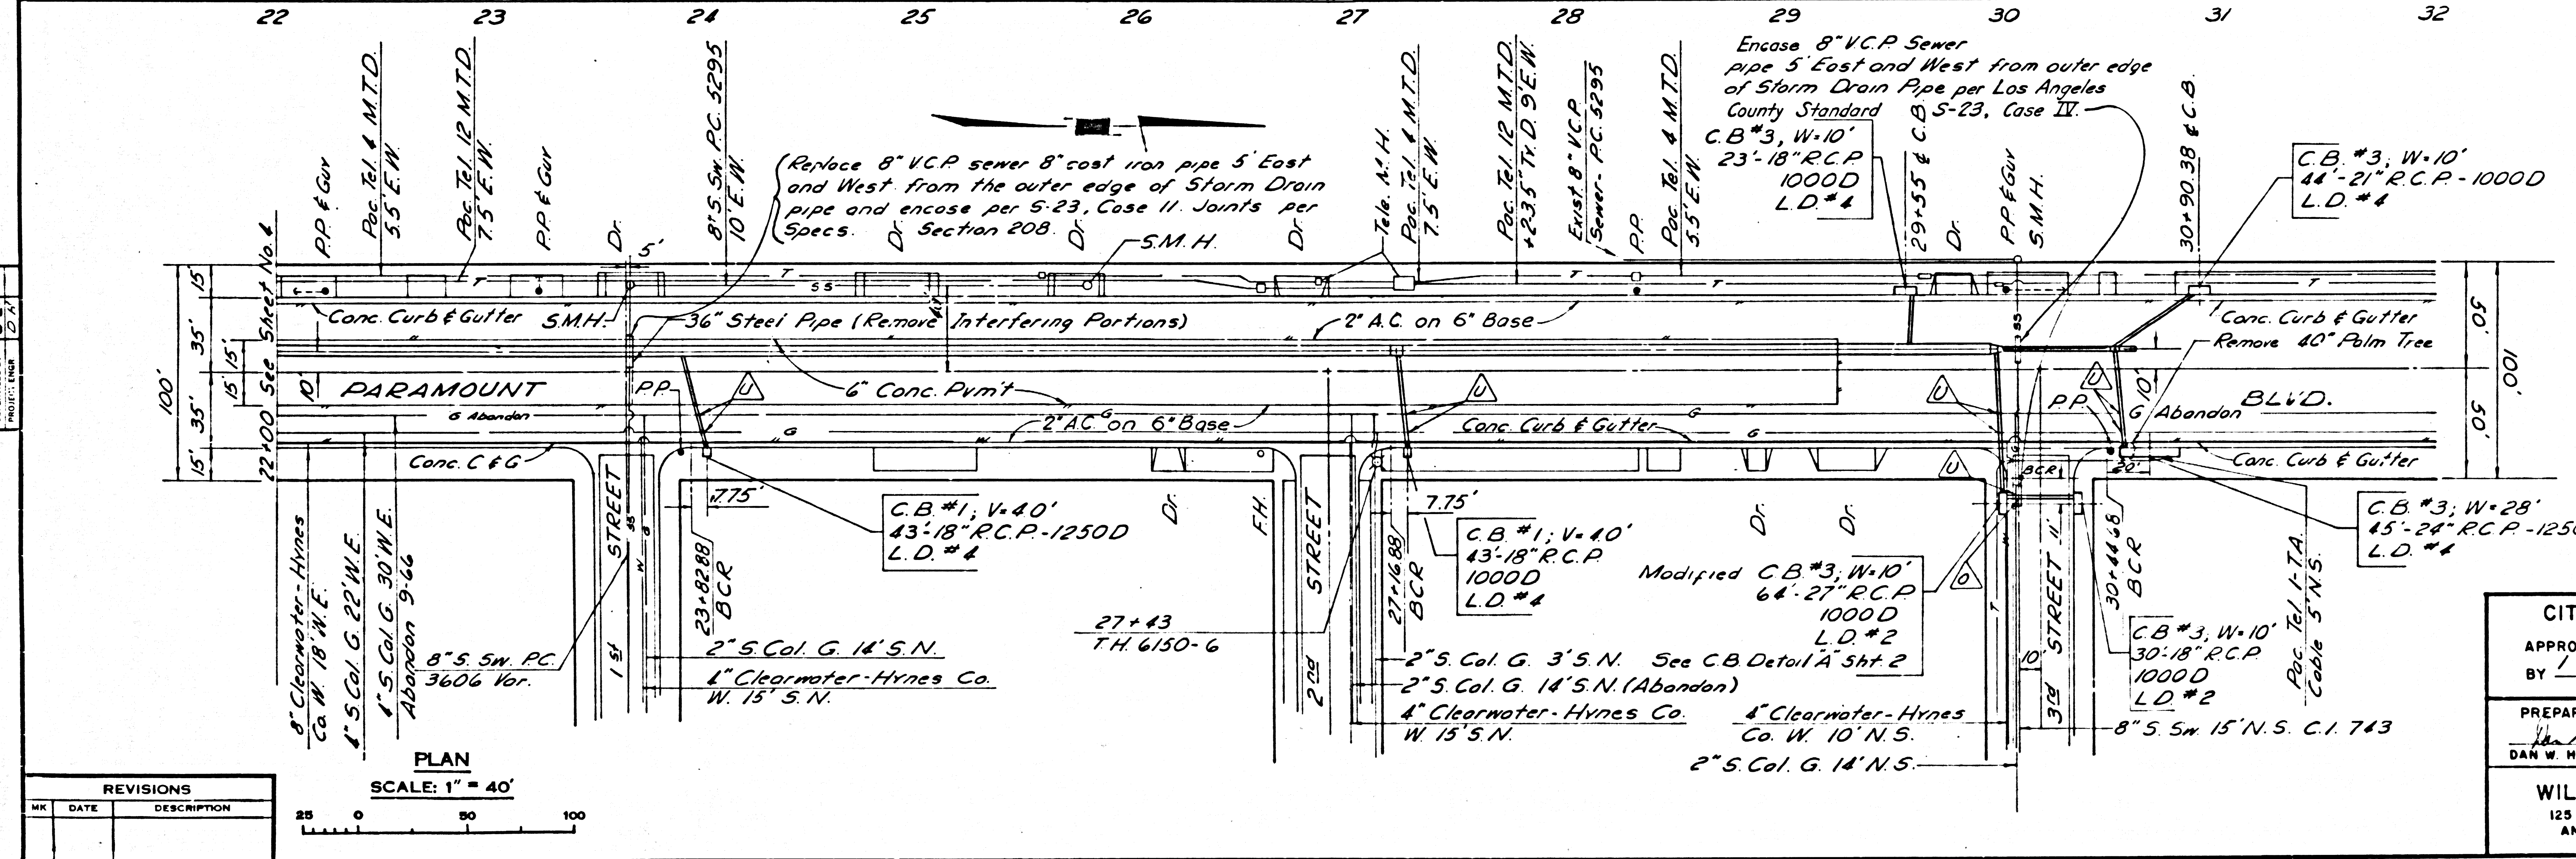 22 23 24 25 26 27 28 29 30 31 32
P.P. & Guy
Pac. Tel. 4 M.T.D.
5.5' E.W.
Pac. Tel. 12 M.T.D.
7.5' E.W.
P.P. & Guy
Dr.
5'
8" S. Sw. P.C. 5295
10' E.W.
Replace 8" V.C.P. sewer 8" cast iron pipe 5' East
and West from the outer edge of Storm Drain
pipe and encase per S-23, Case II. Joints per
Specs. Section 208.
Dr.
Dr.
S.M.H.
Dr.
Tele. M.H.
Pac. Tel. 4 M.T.D.
7.5' E.W.
Pac. Tel. 12 M.T.D.
+23.5" Tr. D. 9' E.W.
Exist 8" V.C.P.
Sewer - P.C. 5295
P.P.
Pac. Tel. 4 M.T.D.
5.5' E.W.
Encase 8" V.C.P. Sewer
pipe 5' East and West from outer edge
of Storm Drain Pipe per Los Angeles
County Standard S-23, Case IV.
C.B. #3, W=10'
23'-18" R.C.P.
1000D
L.D. #4
29+55 ¢ C.B.
Dr.
P.P. & Guy
S.M.H.
30+90.38 ¢ C.B.
C.B. #3; W=10'
44'-21" R.C.P. - 1000D
L.D. #4
22+00 See Sheet No. 4
15'
35'
15'
15'
10'
35'
15'
100'
T
T
T
T
SS
41'
Conc. Curb & Gutter
S.M.H.
36" Steel Pipe (Remove Interfering Portions)
2" A.C. on 6" Base
Conc. Curb & Gutter
Remove 40" Palm Tree
50'
50'
100'
PARAMOUNT
P.P.
U
6" Conc. Pvm't
U
U
U
10'
P.P.
G Abandon
BLVD.
G Abandon
G
G
G
G
2" A.C. on 6" Base
Conc. Curb & Gutter
Conc. C & G
Conc. Curb & Gutter
U
BCR
20'
7.75'
C.B. #1; V=4.0'
43'-18" R.C.P. - 1250D
L.D. #4
Dr.
F.H.
7.75'
C.B. #1; V=4.0'
43'-18" R.C.P.
1000D
L.D. #4
Dr.
Dr.
C.B. #3; W=28'
45'-24" R.C.P. - 1250
L.D. #4
1st STREET
SS
W
23+82.88
BCR
2nd STREET
27+16.88
BCR
Modified C.B. #3; W=10'
64'-27" R.C.P.
1000D
L.D. #2
See C.B. Detail "A" Sht. 2
O
T
3rd STREET
11'
10'
30+44.68
BCR
Pac. Tel. 1-T.A.
Cable 5' N.S.
C.B. #3, W=10'
30'-18" R.C.P.
1000D
L.D. #2
8" Clearwater-Hynes
Co. W. 18' W.E.
4" S. Cal. G. 22' W.E.
4" S. Cal. G. 30' W.E.
Abandon 9-66
8" S. Sw. P.C.
3606 Var.
2" S. Cal. G. 14' S.N.
4" Clearwater-Hynes Co.
W. 15' S.N.
27+43
T.H. 6150-6
2" S. Cal. G. 3' S.N.
2" S. Cal. G. 14' S.N. (Abandon)
4" Clearwater-Hynes Co.
W. 15' S.N.
4" Clearwater-Hynes
Co. W. 10' N.S.
2" S. Cal. G. 14' N.S.
8" S. Sw. 15' N.S. C.I. 743
PLAN
SCALE: 1" = 40'
25 0 50 100
REVISIONS
MK DATE DESCRIPTION
PROJECT ENGR
CIT
APPRO
BY
PREPAR
DAN W. H
WIL
125
AN